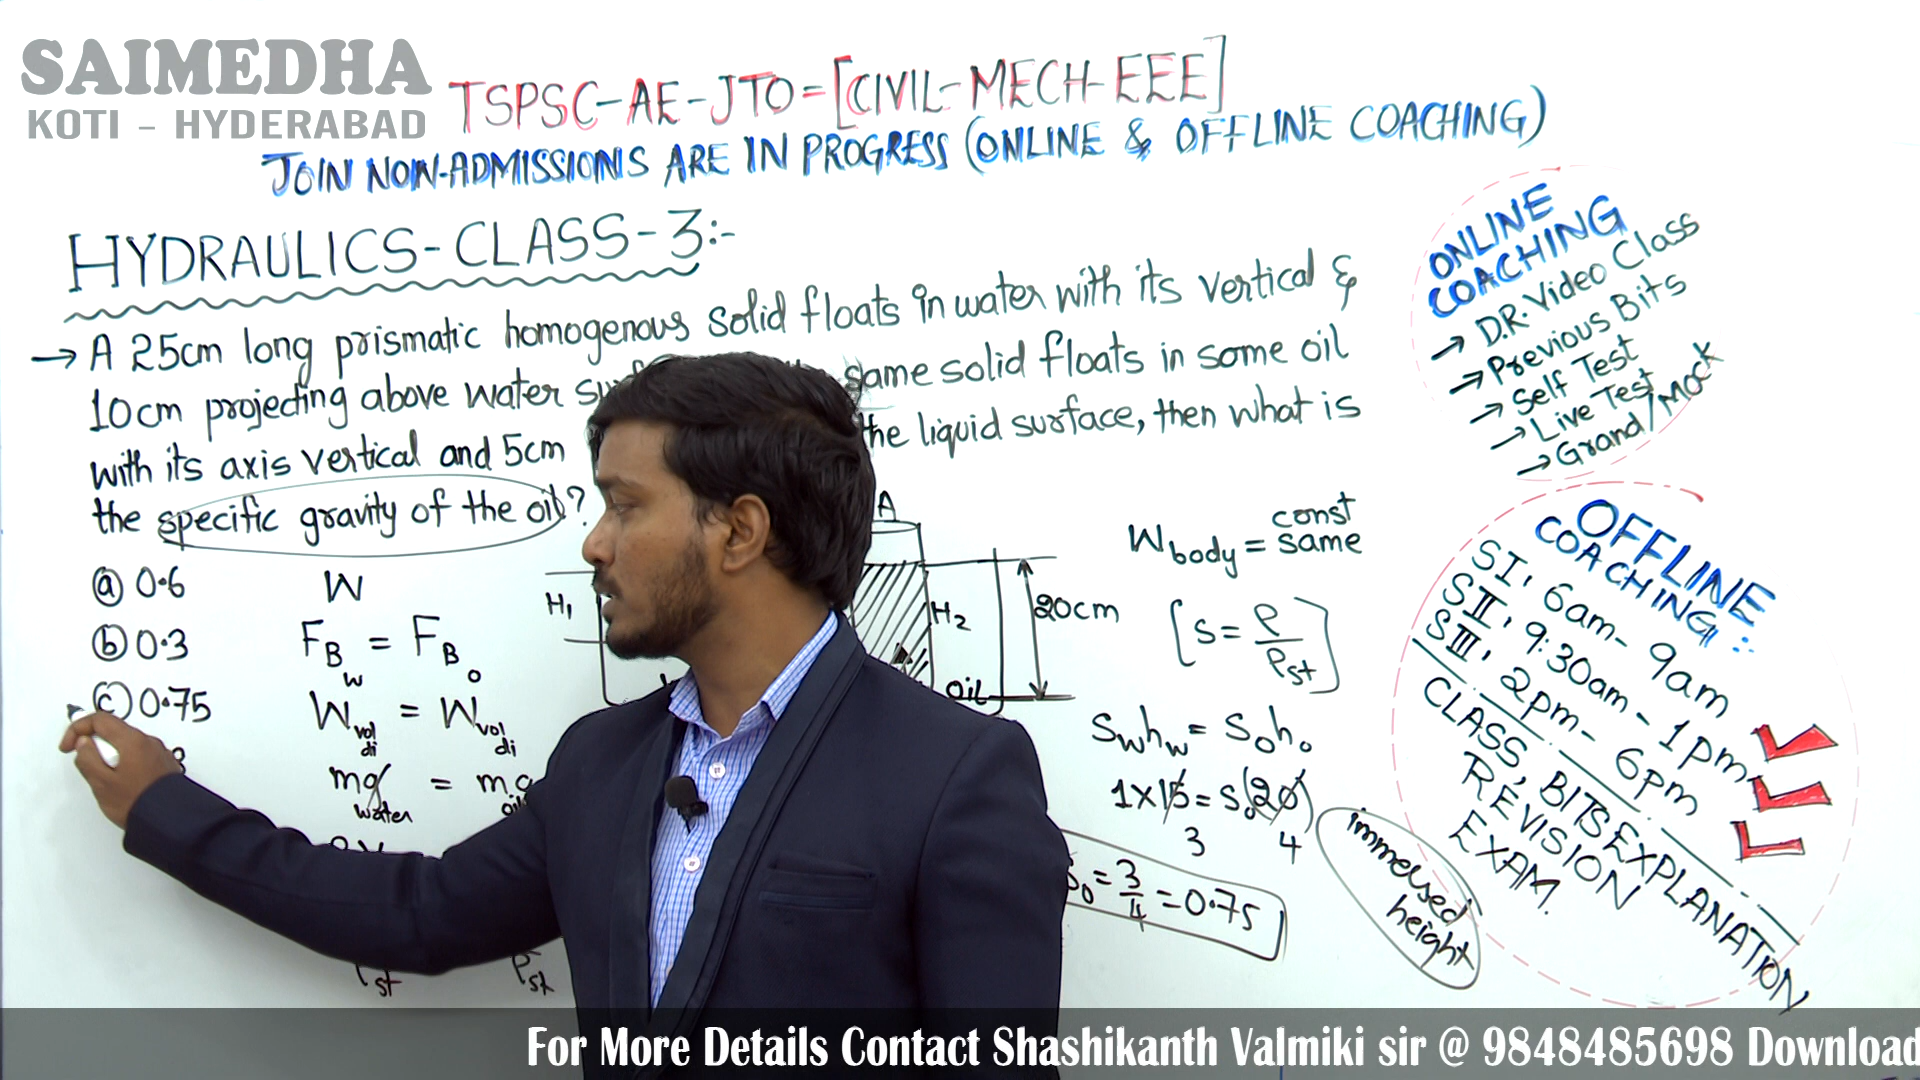 SAIMEDHA
KOTI - HYDERABAD
TSPSC-AE-JTO=[CIVIL-MECH-EEE]
JOIN NOW-ADMISSIONS ARE IN PROGRESS (ONLINE & OFFLINE COACHING)
HYDRAULICS-CLASS-3:-
→ A 25cm long prismatic homogenous solid floats in water with its vertical &
10cm projecting above water same solid floats in some oil
with its axis vertical and 5cm the liquid surface, then what is
the specific gravity of the oil?
(a) 0.6
(b) 0.3
(c) 0.75
W
F_B_w = F_B_o
W_vol di = W_vol di
mg water = mg
ρst ρst
A
H1
H2
20cm
Oil
W_body = const same
[S = ρ/ρst]
S_w h_w = S_o h_o
1×15 = S_o(20)
3 4
S_o = 3/4 = 0.75
immersed
height
ONLINE
COACHING
→ D.R. Video Class
→ Previous Bits
→ Self Test
→ Live Test
→ Grand/Mock
OFFLINE
COACHING:
SI, 6am - 9am
SII, 9:30am - 1pm
SIII, 2pm - 6pm
CLASS, BITS EXPLANATION
REVISION
EXAM.
For More Details Contact Shashikanth Valmiki sir @ 9848485698 Download